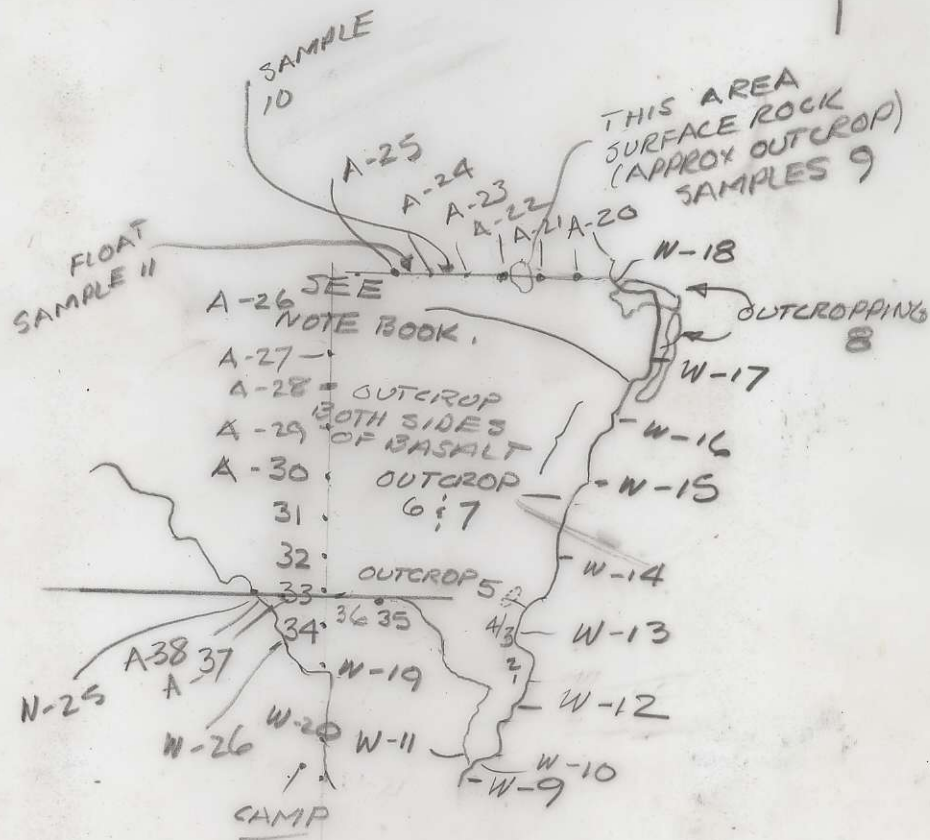 SAMPLE
10
THIS AREA
SURFACE ROCK
(APPROX OUTCROP)
SAMPLES 9
A-25
A-24
A-23
A-22
A-21
A-20
W-18
FLOAT
SAMPLE 11
A-26 SEE
NOTE BOOK.
OUTCROPPING
8
A-27
W-17
A-28 OUTCROP
BOTH SIDES
A-29 OF BASALT
W-16
A-30 OUTCROP
6 & 7
W-15
31
32
W-14
OUTCROP 5
33
36 35
34
4/3
W-13
2
1
A-38
A-37
N-25
W-19
W-12
W-26
W-20
W-11
W-10
W-9
CAMP